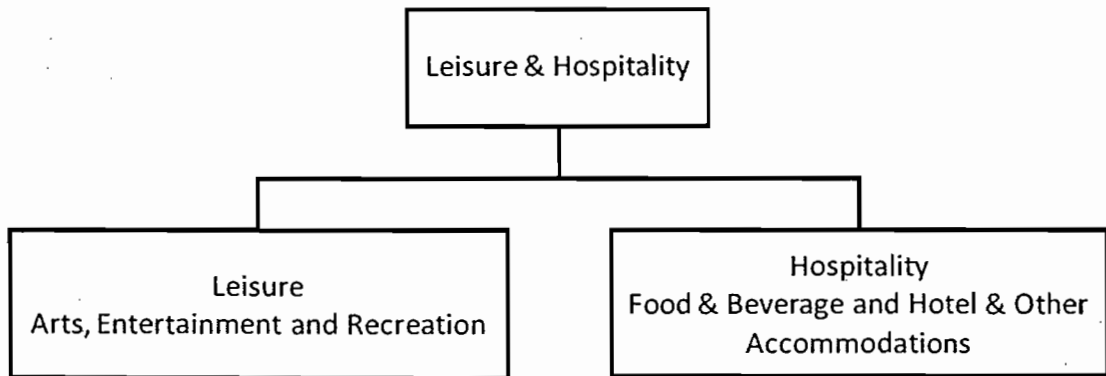 Leisure & Hospitality
Leisure
Arts, Entertainment and Recreation
Hospitality
Food & Beverage and Hotel & Other
Accommodations